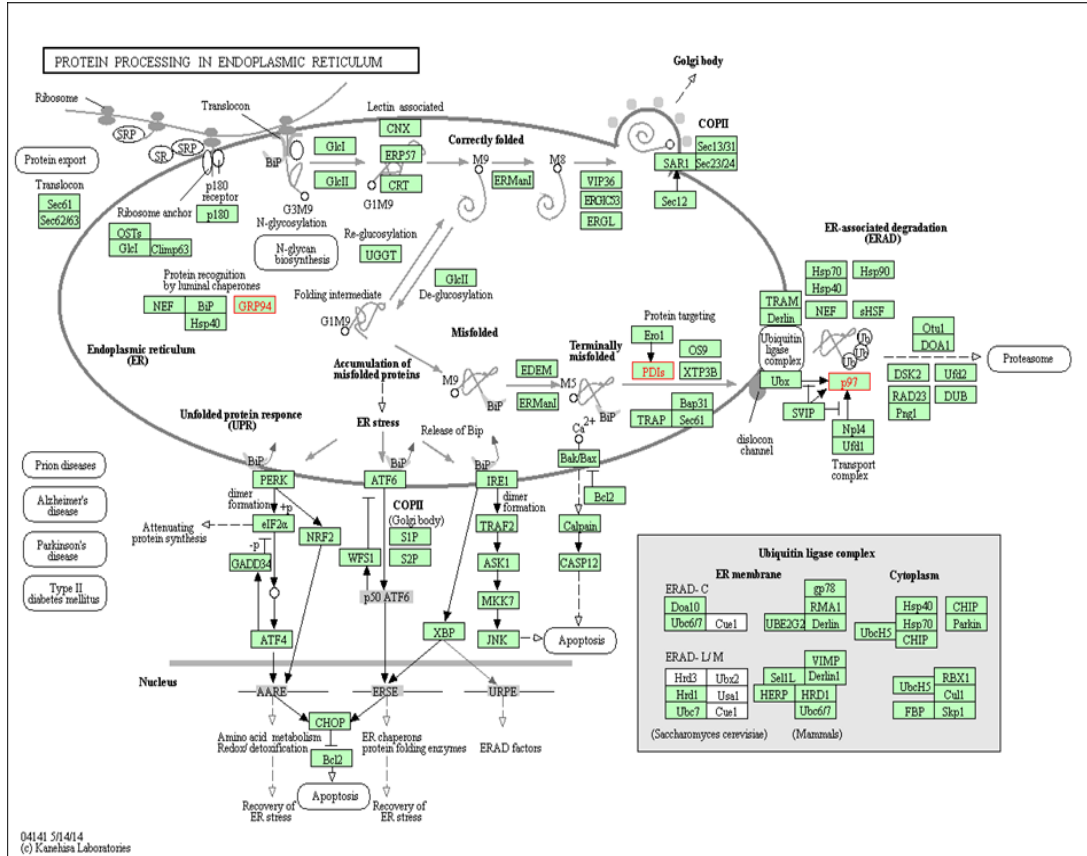 PROTEIN PROCESSING IN ENDOPLASMIC RETICULUM
Golgi body
Ribosome
Translocon
Lectin associated
COPII
SRP
SRP
SR
CNX
Correctly folded
Sec13/31
GlcI
ERP57
SAR1
Sec23/24
Protein export
BiP
M9
M8
GlcII
CRT
ERManI
VIP36
p180
receptor
Translocon
G3M9
G1M9
ERGIC53
Sec12
Sec61
Ribosome anchor
p180
N-glycosylation
ERGL
Sec62/63
OSTs
Re-glucosylation
ER-associated degradation
(ERAD)
GlcI
Climp63
N-glycan
biosynthesis
UGGT
Hsp70
Hsp90
Protein recognition
by luminal chaperones
GlcII
Hsp40
De-glucosylation
TRAM
NEF
BiP
GRP94
Folding intermediate
Protein targeting
Derlin
NEF
sHSF
Hsp40
G1M9
Misfolded
Ero1
Otu1
Ubiquitin
ligase
complex
Ub
Ub
Ub
DOA1
Endoplasmic reticulum
(ER)
Terminally
misfolded
OS9
Proteasome
Accumulation of
misfolded proteins
EDEM
PDIs
XTP3B
DSK2
Ufd2
M9
M5
Ubx
p97
BiP
ERManI
BiP
Bap31
RAD23
DUB
Unfolded protein responce
(UPR)
ER stress
Release of Bip
TRAP
Sec61
SVIP
Png1
Ca2+
Npl4
Prion diseases
BiP
BiP
BiP
Bak/Bax
dislocon
channel
Ufd1
PERK
ATF6
IRE1
Transport
complex
Alzheimer's
disease
dimer
formation
+p
COPII
(Golgi body)
dimer
formation
Bcl2
Attenuating
protein synthesis
eIF2α
NRF2
S1P
TRAF2
Calpain
Parkinson's
disease
-p
GADD34
WFS1
S2P
ASK1
CASP12
Type II
diabetes mellitus
p50 ATF6
MKK7
ATF4
XBP
JNK
Apoptosis
Nucleus
AARE
ERSE
URPE
CHOP
Amino acid metabolism
Redox/detoxification
ER chaperons
protein folding enzymes
ERAD factors
Bcl2
Recovery of
ER stress
Apoptosis
Recovery of
ER stress
Ubiquitin ligase complex
ER membrane
Cytoplasm
ERAD- C
gp78
Doa10
RMA1
Hsp40
CHIP
Ubc6/7
Cue1
UBE2G2
Derlin
UbcH5
Hsp70
Parkin
CHIP
ERAD- L/M
VIMP
Hrd3
Ubx2
Sel1L
Derlin1
RBX1
Hrd1
Usa1
HERP
HRD1
UbcH5
Cul1
Ubc7
Cue1
Ubc6/7
FBP
Skp1
(Saccharomyces cerevisiae)
(Mammals)
04141 5/14/14
(c) Kanehisa Laboratories